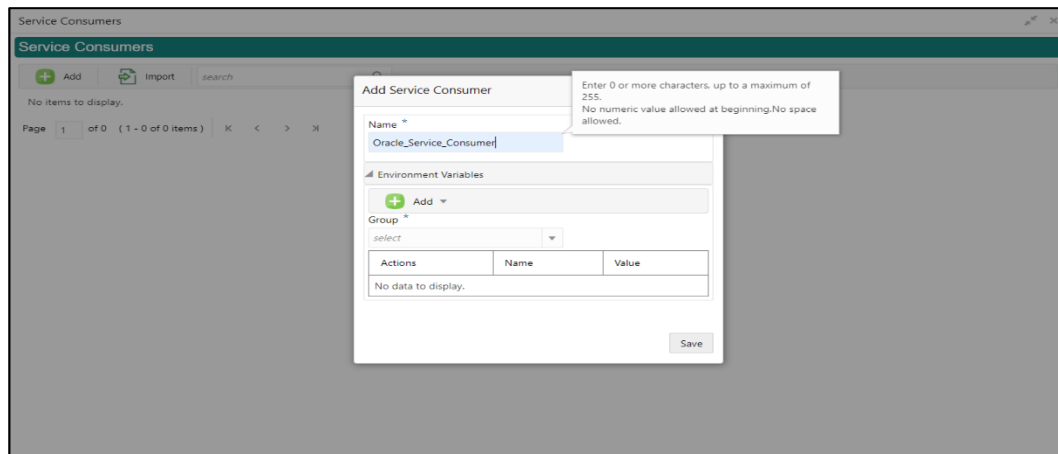 Service Consumers
Service Consumers
Add Import search
No items to display.
Page 1 of 0 (1 - 0 of 0 items)
Add Service Consumer
Enter 0 or more characters. up to a maximum of
255.
No numeric value allowed at beginning.No space
allowed.
Name *
Oracle_Service_Consumer
Environment Variables
Add
Group *
select
Actions Name Value
No data to display.
Save